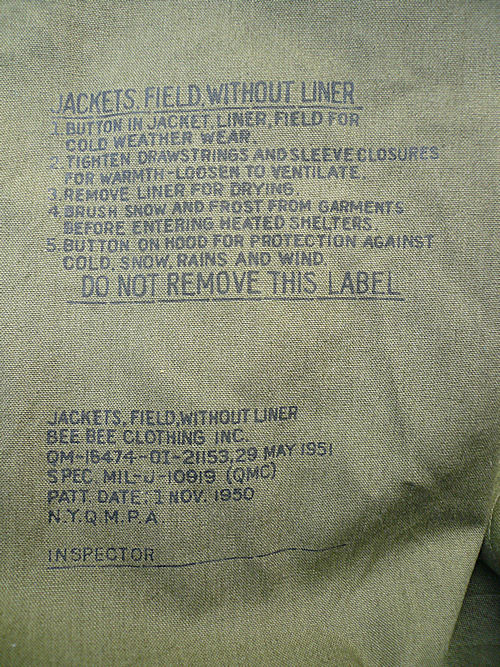 JACKETS, FIELD, WITHOUT LINER
1. BUTTON IN JACKET LINER, FIELD FOR
COLD WEATHER WEAR.
2. TIGHTEN DRAWSTRINGS AND SLEEVE CLOSURES
FOR WARMTH-LOOSEN TO VENTILATE.
3. REMOVE LINER FOR DRYING.
4. BRUSH SNOW AND FROST FROM GARMENTS
BEFORE ENTERING HEATED SHELTERS.
5. BUTTON ON HOOD FOR PROTECTION AGAINST
COLD, SNOW, RAINS AND WIND.
DO NOT REMOVE THIS LABEL
JACKETS, FIELD, WITHOUT LINER
BEE BEE CLOTHING INC.
QM-16474-OI-21153, 29 MAY 1951
SPEC. MIL-J-10919 (QMC)
PATT. DATE; 1 NOV. 1950
N.Y.Q.M.P.A.
INSPECTOR